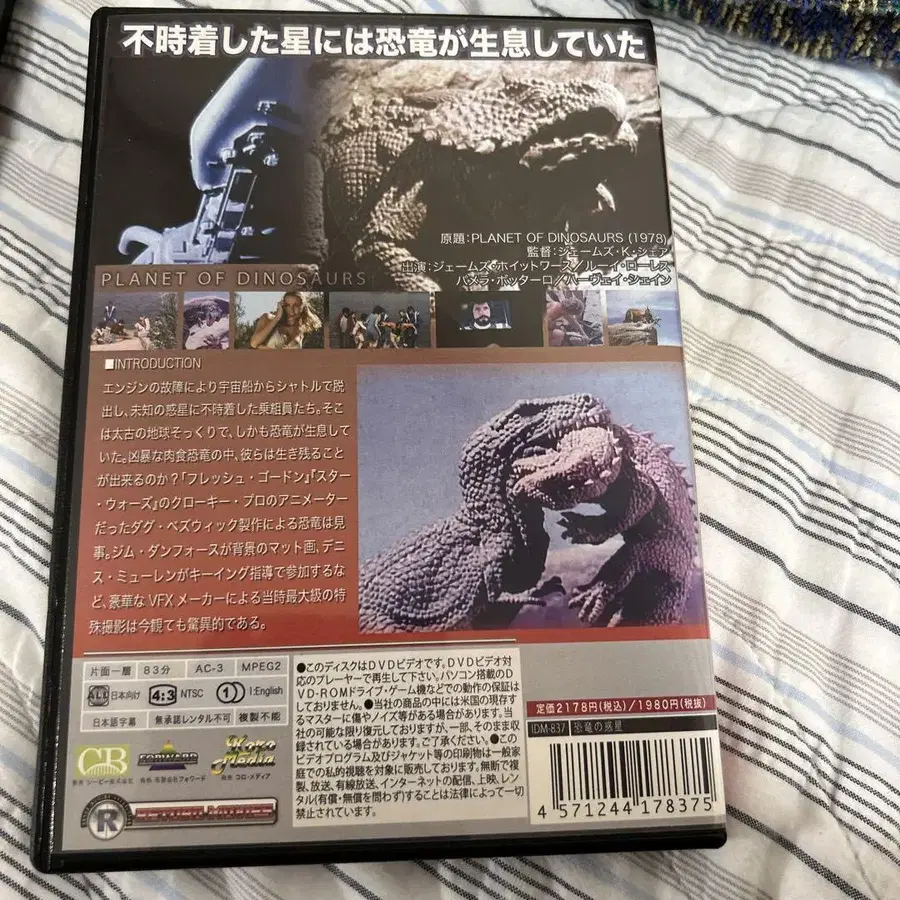 不時着した星には恐竜が生息していた
原題:PLANET OF DINOSAURS (1978)
監督:ジェームズ・K・シェア
出演:ジェームズ・ホイットワース/ルーイ・ローレス
パメラ・ボッターロ/ハーヴェイ・シェイン
PLANET OF DINOSAURS
■INTRODUCTION
エンジンの故障により宇宙船からシャトルで脱
出し、未知の惑星に不時着した乗組員たち。そこ
は太古の地球そっくりで、しかも恐竜が生息して
いた。凶暴な肉食恐竜の中、彼らは生き残ること
が出来るのか?「フレッシュ・ゴードン」『スター
・ウォーズ』のクローキー・プロのアニメーター
だったダグ・ベズウィック製作による恐竜は見
事。ジム・ダンフォースが背景のマット画、デニ
ス・ミューレンがキーイング指導で参加するな
ど、豪華な VFX メーカーによる当時最大級の特
殊撮影は今観ても驚異的である。
片面一層 83分 AC-3 MPEG2
ALL 日本向け 4:3 NTSC 1 1:English
日本語字幕 無承諾レンタル不可 複製不能
CB FORWARD Koro Media
発売 有限会社フォワード 販売 コロ・メディア
R
●このディスクはDVDビデオです。DVDビデオ対
応のプレーヤーで再生して下さい。パソコン搭載のD
VD-ROMドライブ・ゲーム機などでの動作の保証は
しておりません。●当社の商品の中には米国の現存す
るマスターに傷やノイズ等がある場合があります。当
社の可能な限り復元しておりますが、一部、そのまま収
録されている場合があります。ご了承ください。●この
ビデオプログラム及びジャケット等の印刷物は一般家
庭での私的視聴を対象に販売しております。無断で複
製、放送、有線放送、インターネットの配信、上映、レン
タル(有償・無償を問わず)することは法律によって一切
禁止されています。
定価2178円(税込)/1980円(税抜)
IDM-837 恐竜の惑星
4 571244 178375